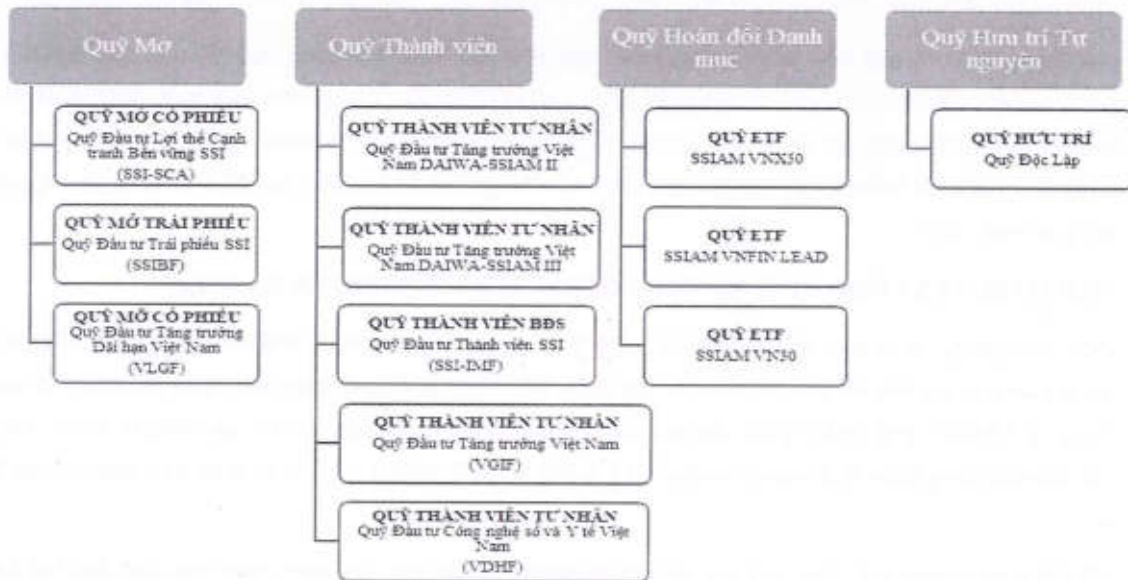 Quỹ Mở
QUỸ MỞ CỔ PHIẾU
Quỹ Đầu tư Lợi thế Cạnh
tranh Bền vững SSI
(SSI-SCA)
QUỸ MỞ TRÁI PHIẾU
Quỹ Đầu tư Trái phiếu SSI
(SSIBF)
QUỸ MỞ CỔ PHIẾU
Quỹ Đầu tư Tăng trưởng
Dài hạn Việt Nam
(VLGF)
Quỹ Thành viên
QUỸ THÀNH VIÊN TƯ NHÂN
Quỹ Đầu tư Tăng trưởng Việt
Nam DAIWA-SSIAM II
QUỸ THÀNH VIÊN TƯ NHÂN
Quỹ Đầu tư Tăng trưởng Việt
Nam DAIWA-SSIAM III
QUỸ THÀNH VIÊN BĐS
Quỹ Đầu tư Thành viên SSI
(SSI-IMF)
QUỸ THÀNH VIÊN TƯ NHÂN
Quỹ Đầu tư Tăng trưởng Việt Nam
(VGIF)
QUỸ THÀNH VIÊN TƯ NHÂN
Quỹ Đầu tư Công nghệ số và Y tế Việt
Nam
(VDHF)
Quỹ Hoán đổi Danh
mục
QUỸ ETF
SSIAM VNX50
QUỸ ETF
SSIAM VNFIN LEAD
QUỸ ETF
SSIAM VN30
Quỹ Hưu trí Tự
nguyện
QUỸ HƯU TRÍ
Quỹ Độc Lập